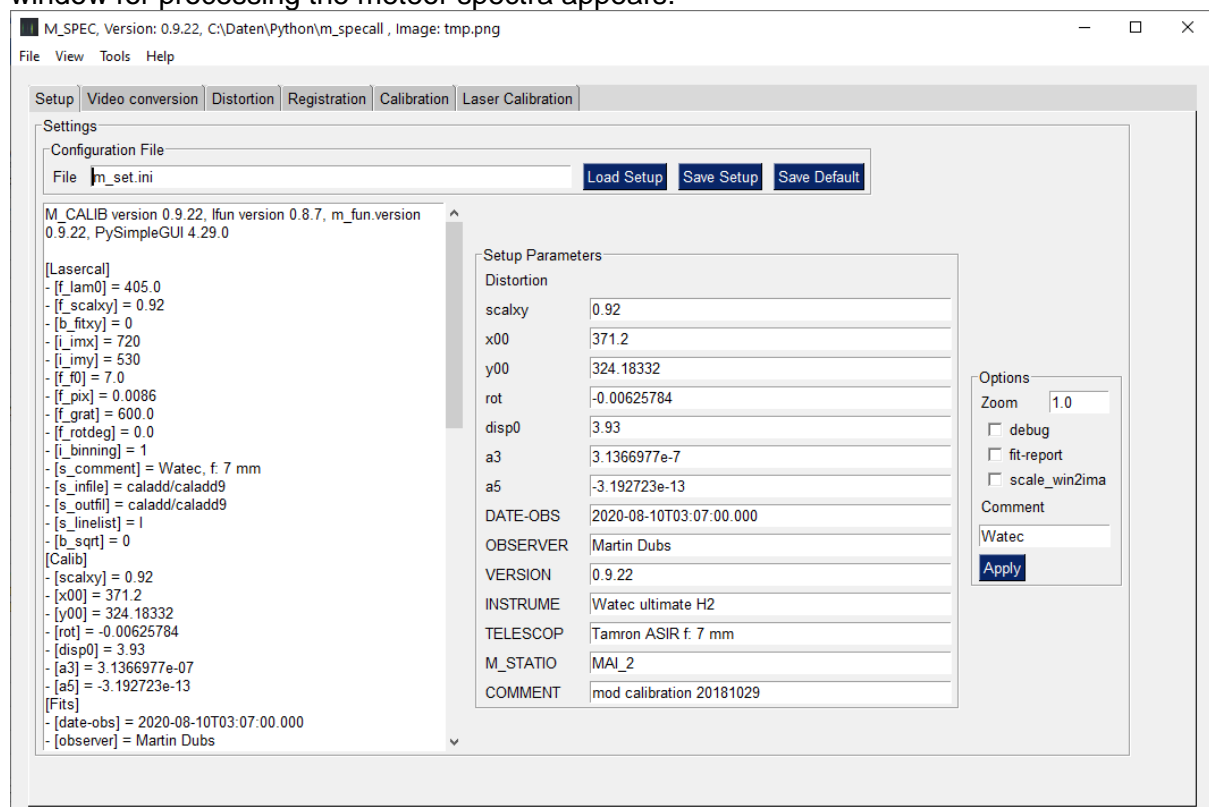 window for processing the meteor spectra appears.
M_SPEC, Version: 0.9.22, C:\Daten\Python\m_specall , Image: tmp.png
File View Tools Help
Setup Video conversion Distortion Registration Calibration Laser Calibration
Settings
Configuration File
File m_set.ini Load Setup Save Setup Save Default
M_CALIB version 0.9.22, lfun version 0.8.7, m_fun.version
0.9.22, PySimpleGUI 4.29.0
[Lasercal]
- [f_lam0] = 405.0
- [f_scalxy] = 0.92
- [b_fitxy] = 0
- [i_imx] = 720
- [i_imy] = 530
- [f_f0] = 7.0
- [f_pix] = 0.0086
- [f_grat] = 600.0
- [f_rotdeg] = 0.0
- [i_binning] = 1
- [s_comment] = Watec, f: 7 mm
- [s_infile] = caladd/caladd9
- [s_outfil] = caladd/caladd9
- [s_linelist] = l
- [b_sqrt] = 0
[Calib]
- [scalxy] = 0.92
- [x00] = 371.2
- [y00] = 324.18332
- [rot] = -0.00625784
- [disp0] = 3.93
- [a3] = 3.1366977e-07
- [a5] = -3.192723e-13
[Fits]
- [date-obs] = 2020-08-10T03:07:00.000
- [observer] = Martin Dubs
Setup Parameters
Distortion
scalxy 0.92
x00 371.2
y00 324.18332
rot -0.00625784
disp0 3.93
a3 3.1366977e-7
a5 -3.192723e-13
DATE-OBS 2020-08-10T03:07:00.000
OBSERVER Martin Dubs
VERSION 0.9.22
INSTRUME Watec ultimate H2
TELESCOP Tamron ASIR f: 7 mm
M_STATIO MAI_2
COMMENT mod calibration 20181029
Options
Zoom 1.0
debug
fit-report
scale_win2ima
Comment
Watec
Apply